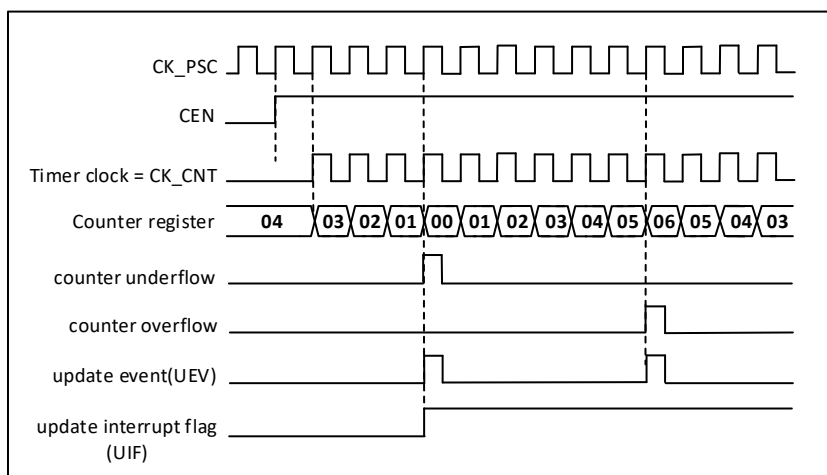 CK_PSC
CEN
Timer clock = CK_CNT
Counter register 04 03 02 01 00 01 02 03 04 05 06 05 04 03
counter underflow
counter overflow
update event(UEV)
update interrupt flag
(UIF)